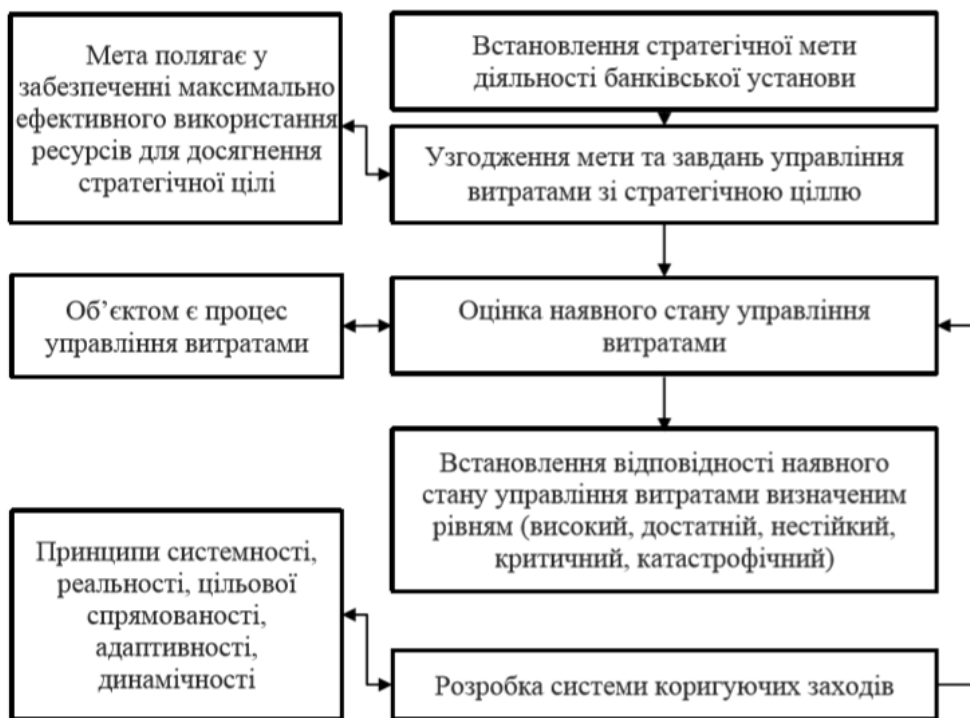 Мета полягає у
забезпеченні максимально
ефективного використання
ресурсів для досягнення
стратегічної цілі
Встановлення стратегічної мети
діяльності банківської установи
Узгодження мети та завдань управління
витратами зі стратегічною ціллю
Об’єктом є процес
управління витратами
Оцінка наявного стану управління
витратами
Встановлення відповідності наявного
стану управління витратами визначеним
рівням (високий, достатній, нестійкий,
критичний, катастрофічний)
Принципи системності,
реальності, цільової
спрямованості,
адаптивності,
динамічності
Розробка системи коригуючих заходів